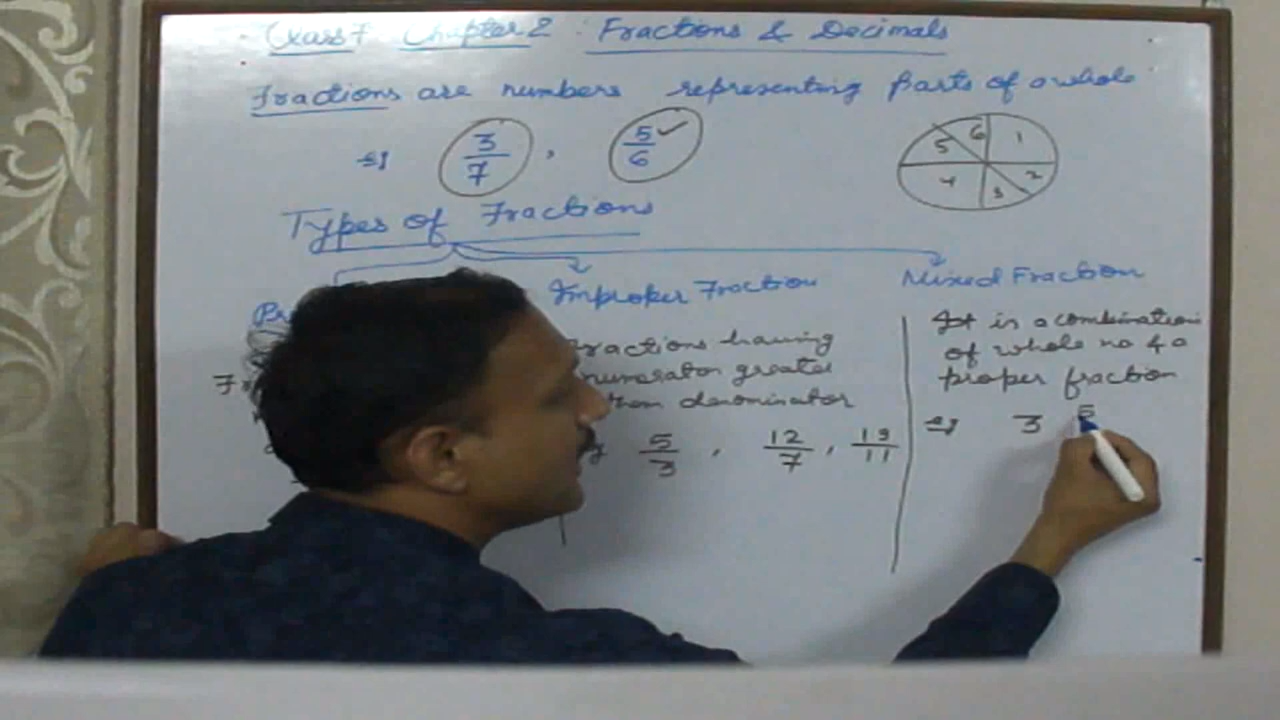 Class 7 Chapter 2 : Fractions & Decimals
Fractions are numbers representing parts of a whole
eg 3/7 , 5/6 ✓
6 1
5 2
4 3
Types of Fractions
Pr
Improper Fraction
Fractions having
numerator greater
them denominator
5/3 , 12/7 , 19/11
Mixed Fraction
It is a combination
of whole no & a
proper fraction
eg 3 5